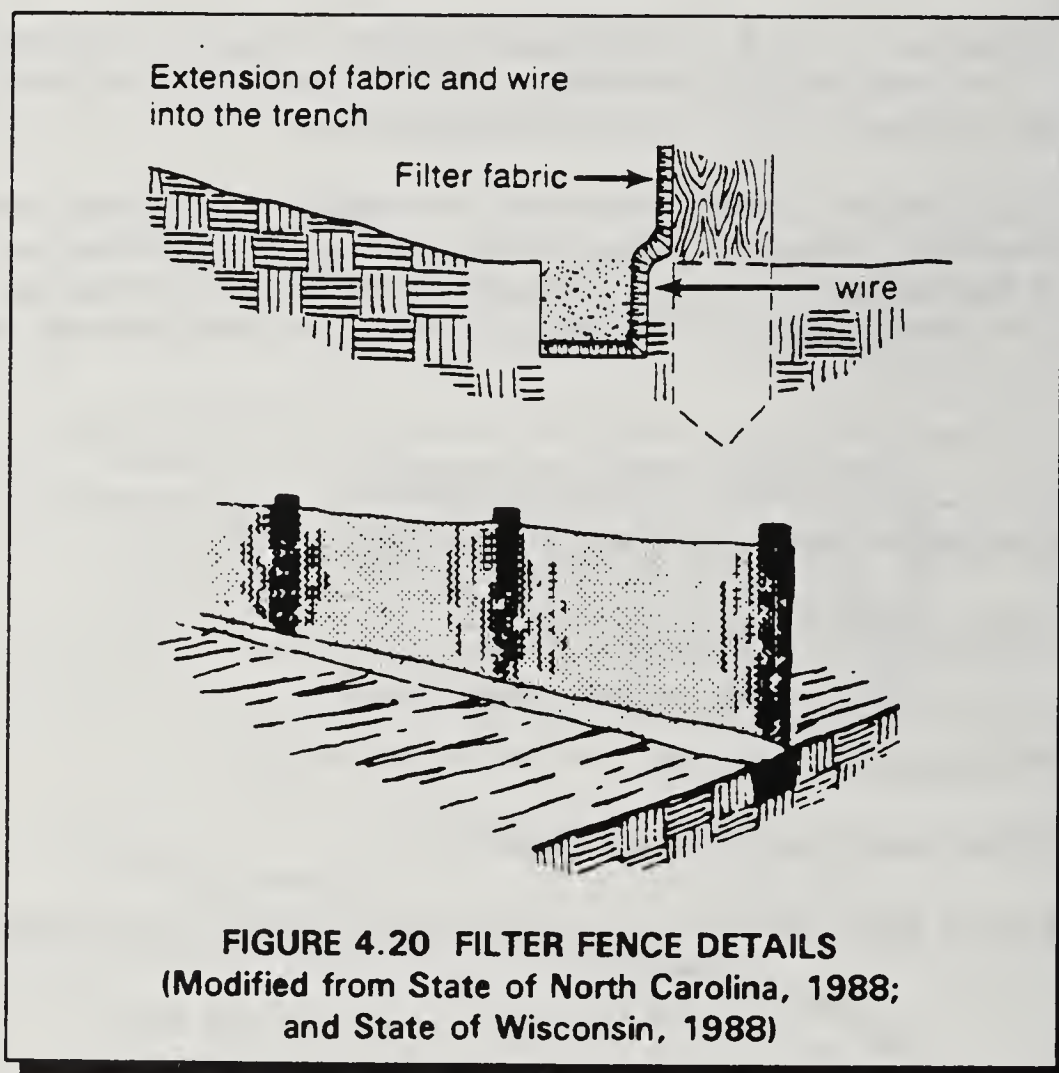 Extension of fabric and wire
into the trench
Filter fabric
wire
FIGURE 4.20 FILTER FENCE DETAILS
(Modified from State of North Carolina, 1988;
and State of Wisconsin, 1988)